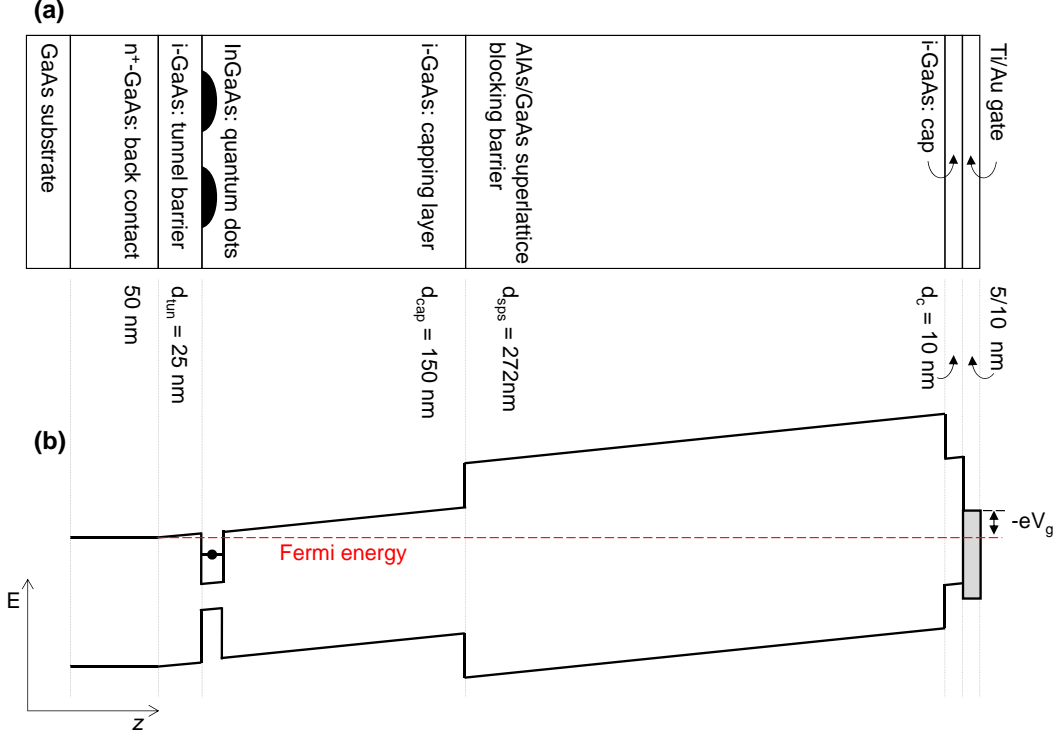 (a)
GaAs substrate
n⁺-GaAs: back contact
i-GaAs: tunnel barrier
InGaAs: quantum dots
i-GaAs: capping layer
AlAs/GaAs superlattice
blocking barrier
i-GaAs: cap
Ti/Au gate
50 nm
d_tun = 25 nm
d_cap = 150 nm
d_sps = 272nm
d_c = 10 nm
5/10 nm
(b)
Fermi energy
-eV_g
E
z